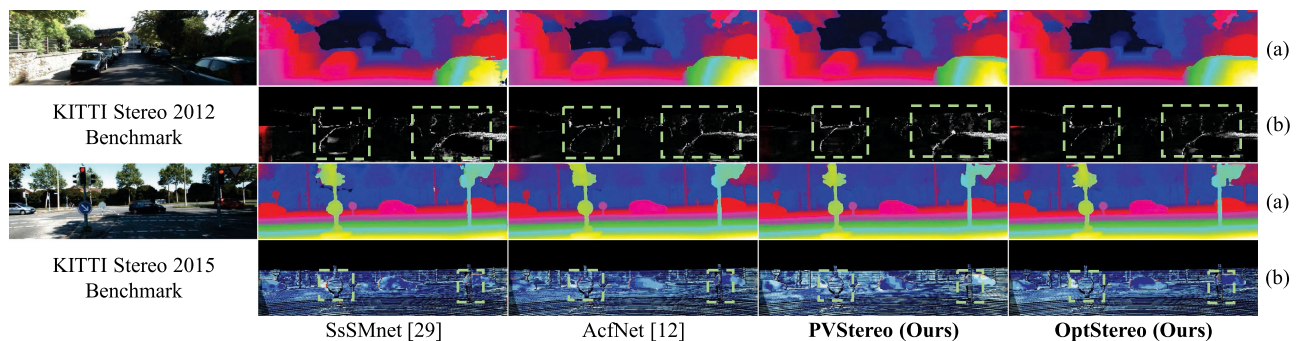 (a)
KITTI Stereo 2012
Benchmark
(b)
(a)
KITTI Stereo 2015
Benchmark
(b)
SsSMnet [29]
AcfNet [12]
PVStereo (Ours)
OptStereo (Ours)